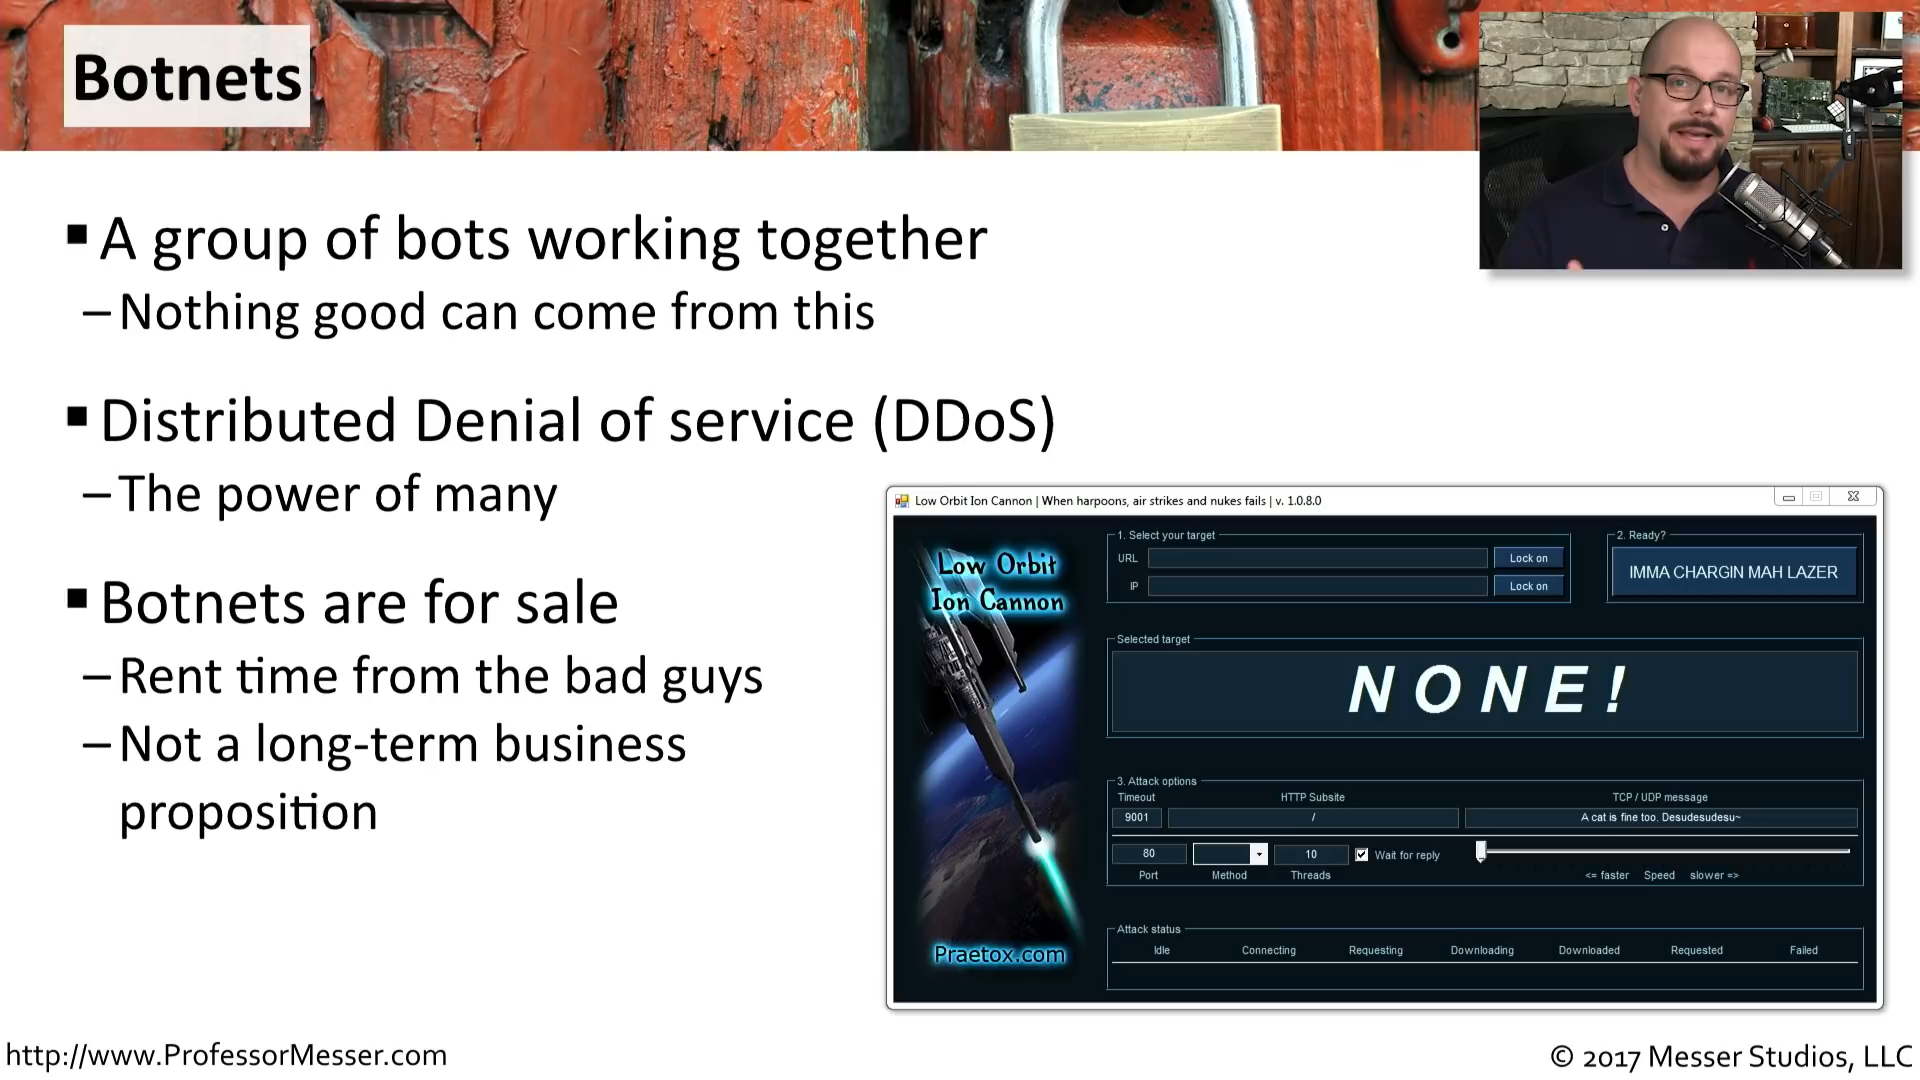 Botnets
▪ A group of bots working together
– Nothing good can come from this
▪ Distributed Denial of service (DDoS)
– The power of many
▪ Botnets are for sale
– Rent time from the bad guys
– Not a long-term business
proposition
Low Orbit Ion Cannon | When harpoons, air strikes and nukes fails | v. 1.0.8.0
Low Orbit
Ion Cannon
Praetox.com
1. Select your target
URL Lock on
IP Lock on
2. Ready?
IMMA CHARGIN MAH LAZER
Selected target
NONE!
3. Attack options
Timeout HTTP Subsite TCP / UDP message
9001 / A cat is fine too. Desudesudesu~
80 10 Wait for reply
Port Method Threads <= faster Speed slower =>
Attack status
Idle Connecting Requesting Downloading Downloaded Requested Failed
http://www.ProfessorMesser.com
© 2017 Messer Studios, LLC